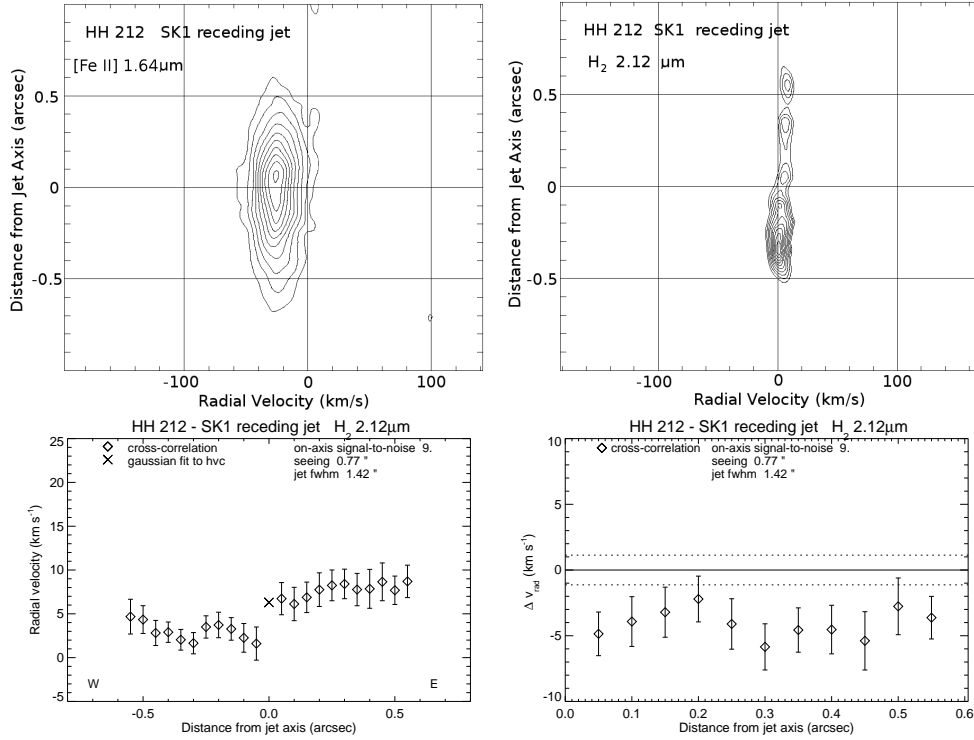 HH 212 SK1 receding jet
[Fe II] 1.64μm
Distance from Jet Axis (arcsec)
0.5
0
-0.5
-100
0
100
Radial Velocity (km/s)
HH 212 SK1 receding jet
H2 2.12 μm
Distance from Jet Axis (arcsec)
0.5
0
-0.5
-100
0
100
Radial Velocity (km/s)
HH 212 - SK1 receding jet H2 2.12μm
cross-correlation
gaussian fit to hvc
on-axis signal-to-noise 9.
seeing 0.77 "
jet fwhm 1.42 "
Radial velocity (km s-1)
25
20
15
10
5
0
-5
W
E
-0.5
0.0
0.5
Distance from jet axis (arcsec)
HH 212 - SK1 receding jet H2 2.12μm
cross-correlation
on-axis signal-to-noise 9.
seeing 0.77 "
jet fwhm 1.42 "
Δ vrad (km s-1)
10
5
0
-5
-10
0.0
0.1
0.2
0.3
0.4
0.5
0.6
Distance from jet axis (arcsec)